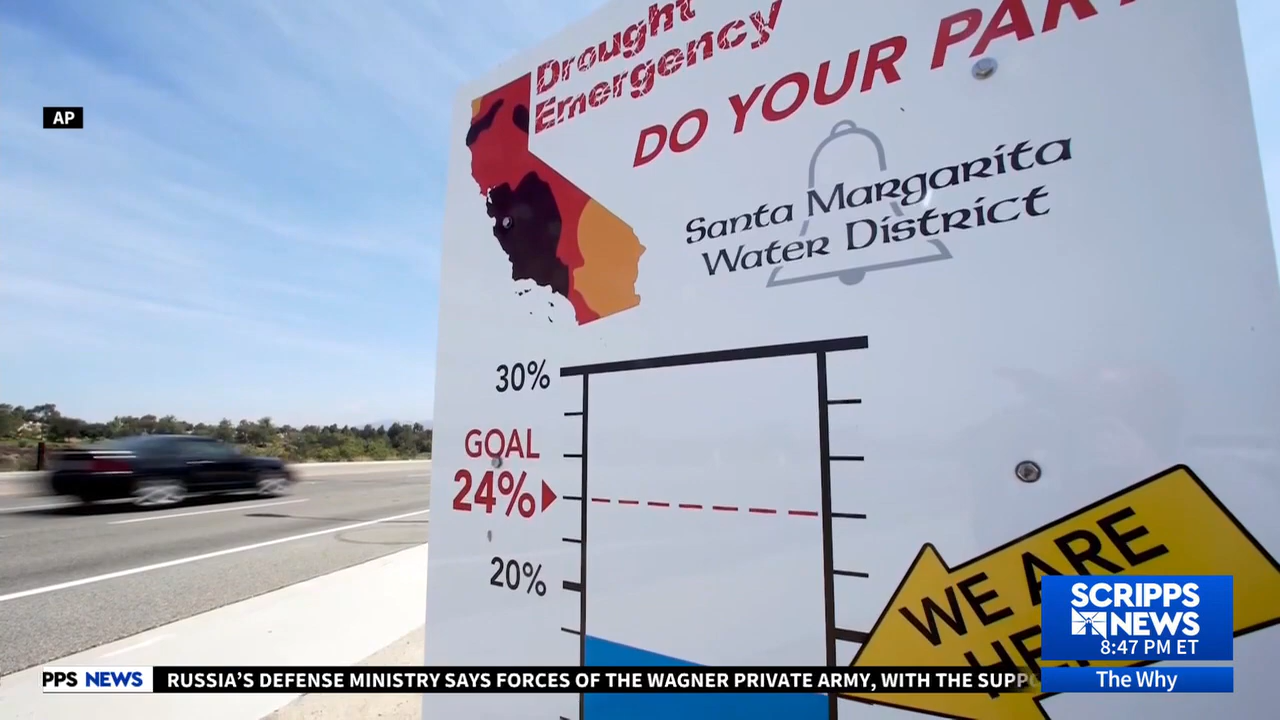 Drought
Emergency
DO YOUR PART
AP
Santa Margarita
Water District
30%
GOAL
24%
20%
WE ARE
SCRIPPS
NEWS
8:47 PM ET
The Why
PPS NEWS
RUSSIA'S DEFENSE MINISTRY SAYS FORCES OF THE WAGNER PRIVATE ARMY, WITH THE SUPP